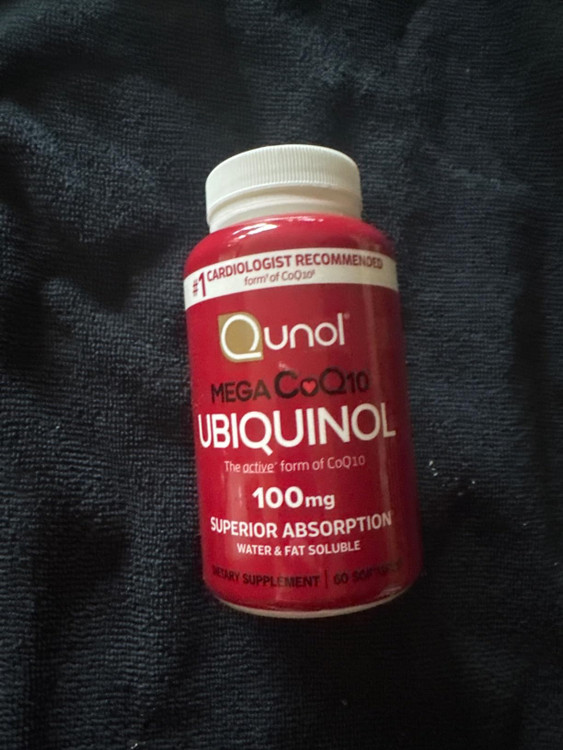 #1 CARDIOLOGIST RECOMMENDED
form† of CoQ10‡
Qunol®
MEGA CoQ10
UBIQUINOL
The active* form of CoQ10
100mg
SUPERIOR ABSORPTION
WATER & FAT SOLUBLE
DIETARY SUPPLEMENT | 60 SOFTGELS